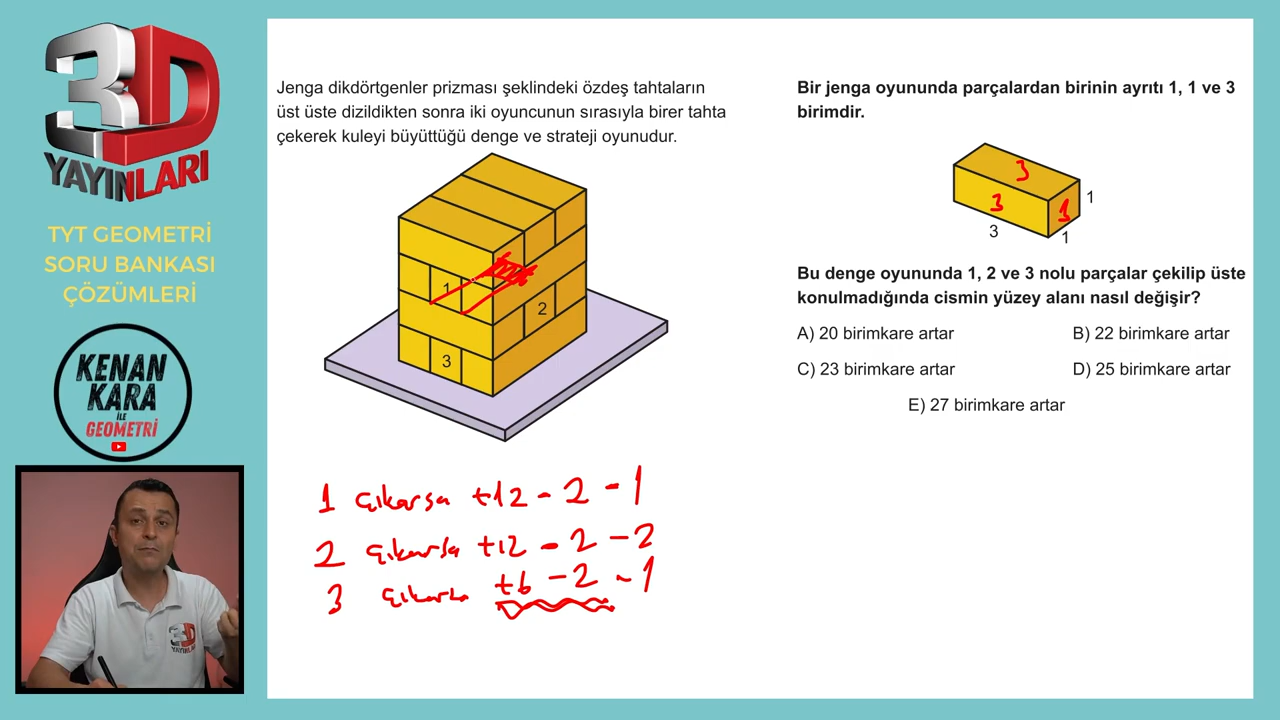 3D
YAYINLARI
TYT GEOMETRİ
SORU BANKASI
ÇÖZÜMLERİ
KENAN
KARA
İLE
GEOMETRİ
3D
YAYINLARI
Jenga dikdörtgenler prizması şeklindeki özdeş tahtaların
üst üste dizildikten sonra iki oyuncunun sırasıyla birer tahta
çekerek kuleyi büyüttüğü denge ve strateji oyunudur.
1
2
3
1 çıkarsa +12 - 2 - 1
2 çıkarsa +12 - 2 - 2
3 çıkarsa +6 - 2 - 1
Bir jenga oyununda parçalardan birinin ayrıtı 1, 1 ve 3
birimdir.
3
3
1
1
3
1
Bu denge oyununda 1, 2 ve 3 nolu parçalar çekilip üste
konulmadığında cismin yüzey alanı nasıl değişir?
A) 20 birimkare artar
B) 22 birimkare artar
C) 23 birimkare artar
D) 25 birimkare artar
E) 27 birimkare artar